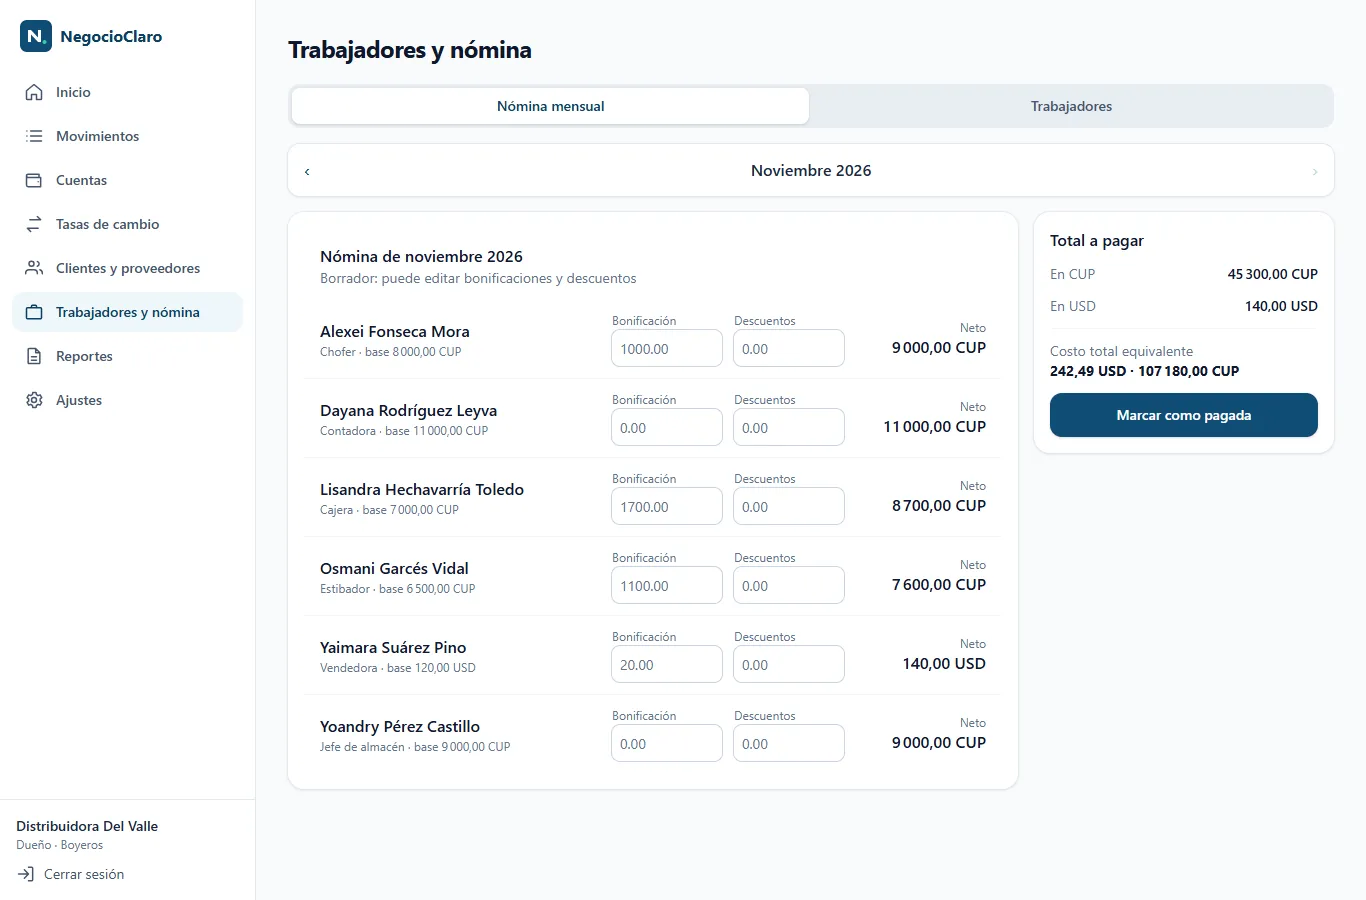 N. NegocioClaro
Inicio
Movimientos
Cuentas
Tasas de cambio
Clientes y proveedores
Trabajadores y nómina
Reportes
Ajustes
Distribuidora Del Valle
Dueño · Boyeros
Cerrar sesión
Trabajadores y nómina
Nómina mensual
Trabajadores
‹ Noviembre 2026 ›
Nómina de noviembre 2026
Borrador: puede editar bonificaciones y descuentos
Alexei Fonseca Mora
Chofer · base 8 000,00 CUP
Bonificación
1000.00
Descuentos
0.00
Neto
9 000,00 CUP
Dayana Rodríguez Leyva
Contadora · base 11 000,00 CUP
Bonificación
0.00
Descuentos
0.00
Neto
11 000,00 CUP
Lisandra Hechavarría Toledo
Cajera · base 7 000,00 CUP
Bonificación
1700.00
Descuentos
0.00
Neto
8 700,00 CUP
Osmani Garcés Vidal
Estibador · base 6 500,00 CUP
Bonificación
1100.00
Descuentos
0.00
Neto
7 600,00 CUP
Yaimara Suárez Pino
Vendedora · base 120,00 USD
Bonificación
20.00
Descuentos
0.00
Neto
140,00 USD
Yoandry Pérez Castillo
Jefe de almacén · base 9 000,00 CUP
Bonificación
0.00
Descuentos
0.00
Neto
9 000,00 CUP
Total a pagar
En CUP 45 300,00 CUP
En USD 140,00 USD
Costo total equivalente
242,49 USD · 107 180,00 CUP
Marcar como pagada